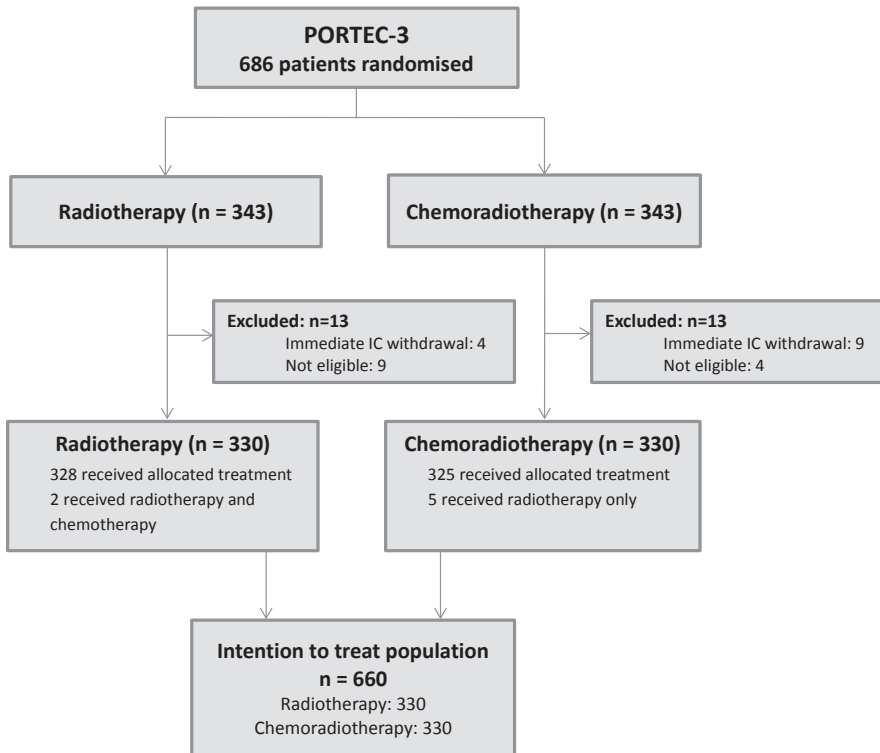 PORTEC-3
686 patients randomised
Radiotherapy (n = 343)
Chemoradiotherapy (n = 343)
Excluded: n=13
Immediate IC withdrawal: 4
Not eligible: 9
Excluded: n=13
Immediate IC withdrawal: 9
Not eligible: 4
Radiotherapy (n = 330)
328 received allocated treatment
2 received radiotherapy and
chemotherapy
Chemoradiotherapy (n = 330)
325 received allocated treatment
5 received radiotherapy only
Intention to treat population
n = 660
Radiotherapy: 330
Chemoradiotherapy: 330